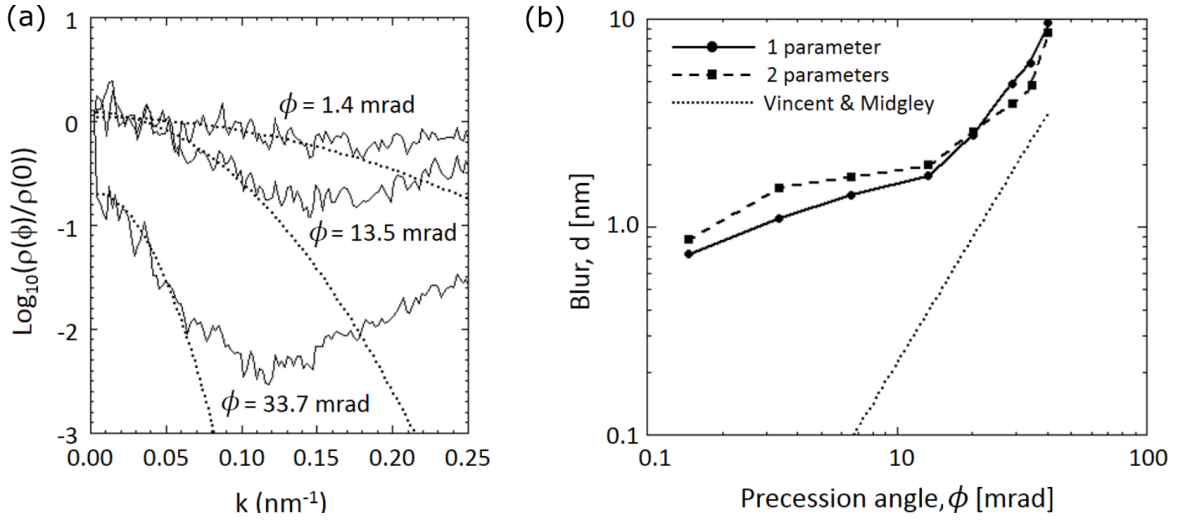 (a)
Log₁₀(ρ(ϕ)/ρ(0))
1
0
-1
-2
-3
ϕ = 1.4 mrad
ϕ = 13.5 mrad
ϕ = 33.7 mrad
0.00 0.05 0.10 0.15 0.20 0.25
k (nm⁻¹)
(b)
Blur, d [nm]
10
1.0
0.1
1 parameter
2 parameters
Vincent & Midgley
0.1 10 100
Precession angle, ϕ [mrad]